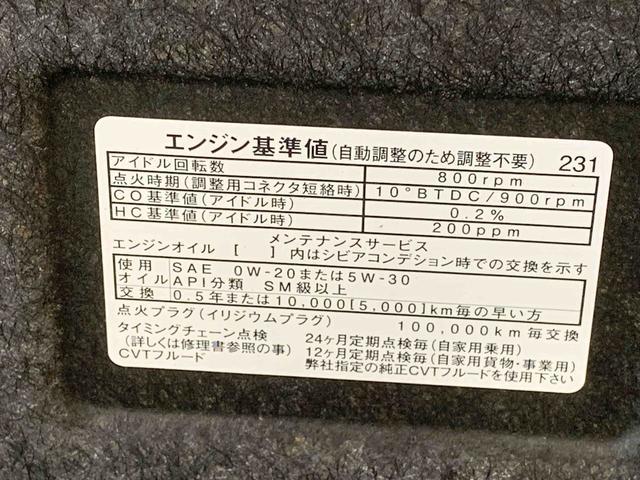 エンジン基準値(自動調整のため調整不要) 231
アイドル回転数 800rpm
点火時期(調整用コネクタ短絡時) 10°BTDC/900rpm
CO基準値(アイドル時) 0.2%
HC基準値(アイドル時) 200ppm
メンテナンスサービス
エンジンオイル [ ] 内はシビアコンデション時での交換を示す
使用 SAE 0W-20または5W-30
オイル API分類 SM級以上
交換 0.5年または10,000[5,000]km毎の早い方
点火プラグ(イリジウムプラグ) 100,000km毎交換
タイミングチェーン点検 24ヶ月定期点検毎(自家用乗用)
(詳しくは修理書参照の事) 12ヶ月定期点検毎(自家用貨物・事業用)
CVTフルード 弊社指定の純正CVTフルードを使用下さい